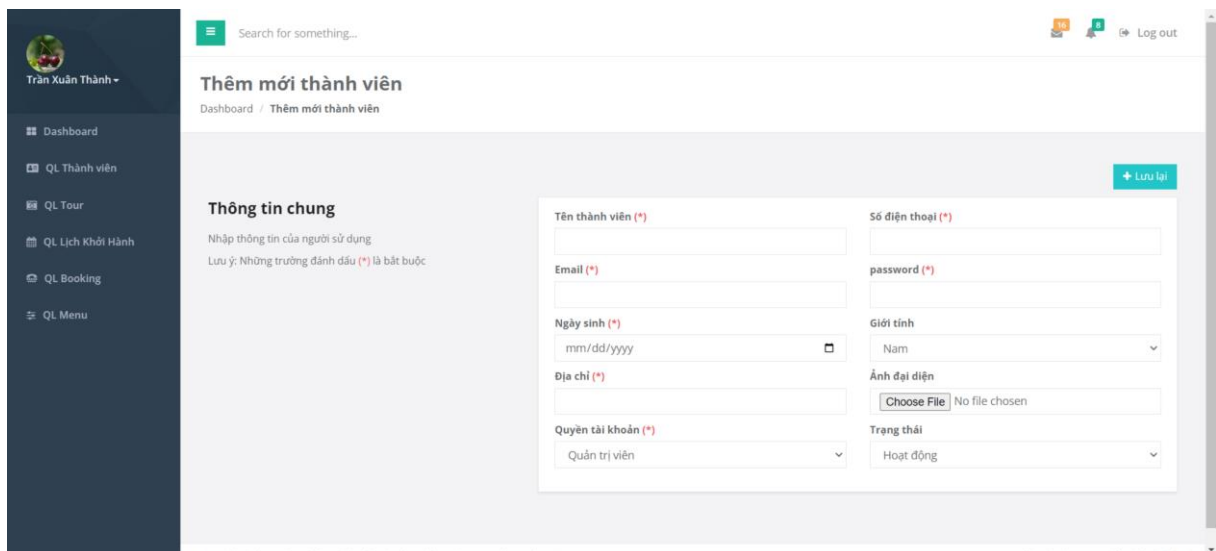 Trần Xuân Thành
Dashboard
QL Thành viên
QL Tour
QL Lịch Khởi Hành
QL Booking
QL Menu
Search for something...
16
8
Log out
Thêm mới thành viên
Dashboard / Thêm mới thành viên
Lưu lại
Thông tin chung
Nhập thông tin của người sử dụng
Lưu ý: Những trường đánh dấu (*) là bắt buộc
Tên thành viên (*)
Số điện thoại (*)
Email (*)
password (*)
Ngày sinh (*)
Giới tính
mm/dd/yyyy
Nam
Địa chỉ (*)
Ảnh đại diện
Choose File No file chosen
Quyền tài khoản (*)
Trạng thái
Quản trị viên
Hoạt động